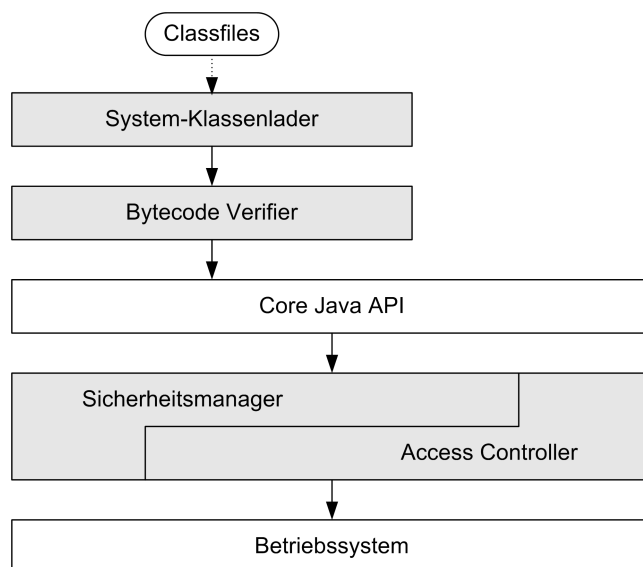 Classfiles
System-Klassenlader
Bytecode Verifier
Core Java API
Sicherheitsmanager
Access Controller
Betriebssystem